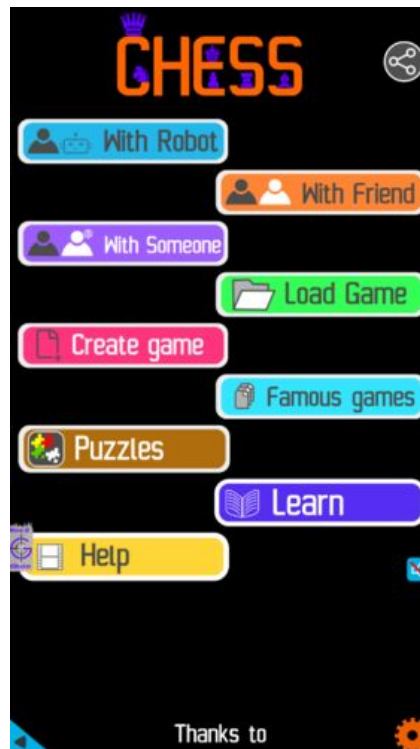 CHESS
With Robot
With Friend
With Someone
Load Game
Create game
Famous games
Puzzles
Learn
Help
Thanks to